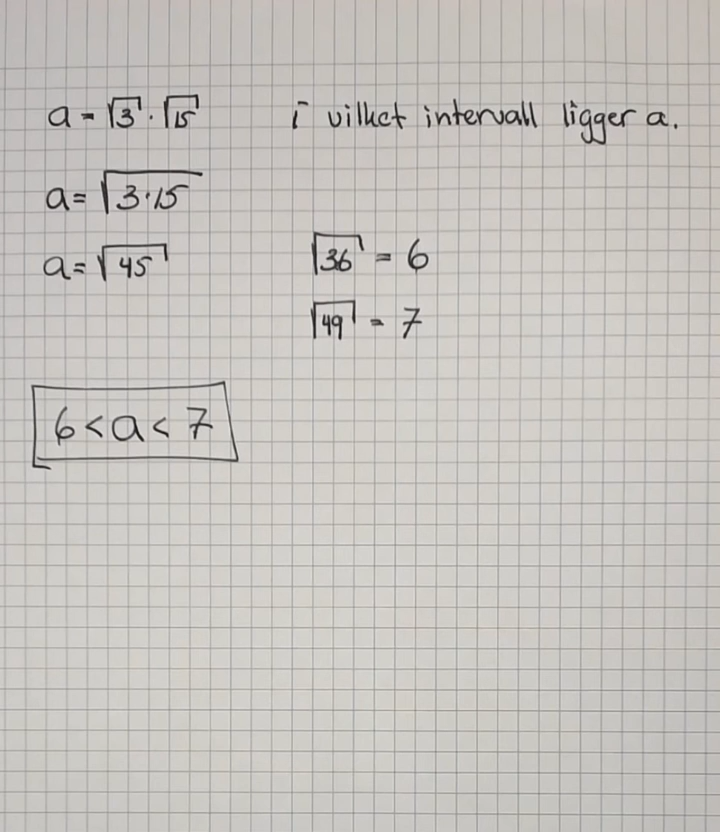 a = √3 · √15 i vilket intervall ligger a.
a = √3·15
a = √45
√36 = 6
√49 = 7
6 < a < 7